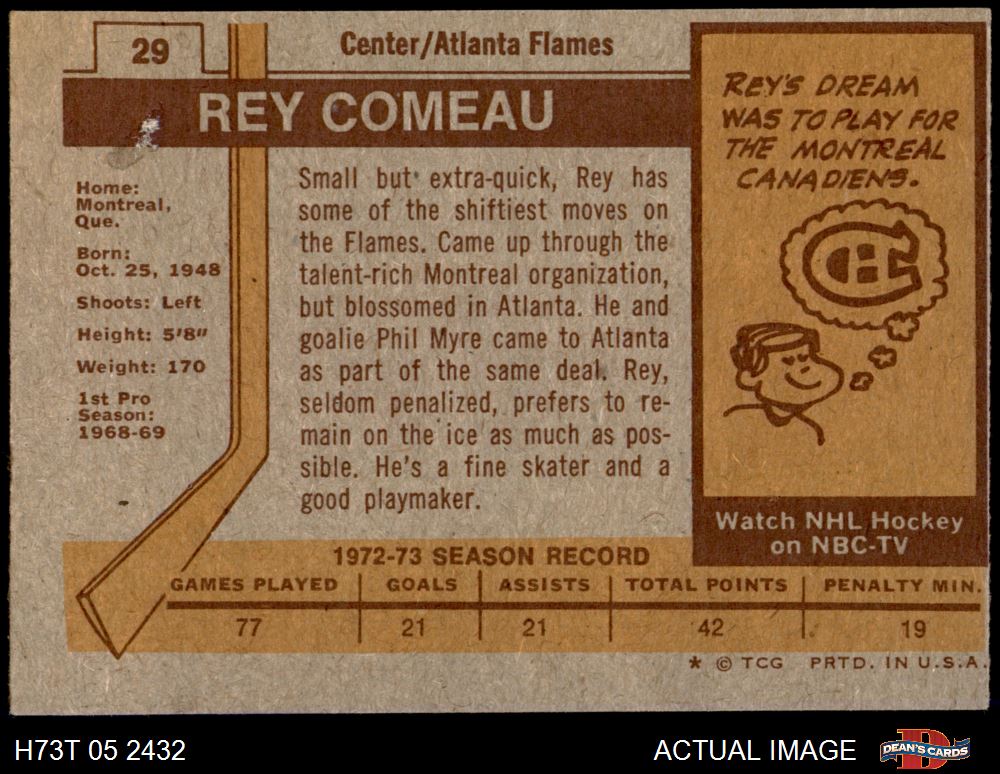 29
Center/Atlanta Flames
REY COMEAU
Home:
Montreal,
Que.
Born:
Oct. 25, 1948
Shoots: Left
Height: 5'8"
Weight: 170
1st Pro
Season:
1968-69
Small but extra-quick, Rey has
some of the shiftiest moves on
the Flames. Came up through the
talent-rich Montreal organization,
but blossomed in Atlanta. He and
goalie Phil Myre came to Atlanta
as part of the same deal. Rey,
seldom penalized, prefers to re-
main on the ice as much as pos-
sible. He's a fine skater and a
good playmaker.
REY'S DREAM
WAS TO PLAY FOR
THE MONTREAL
CANADIENS.
CH
Watch NHL Hockey
on NBC-TV
1972-73 SEASON RECORD
GAMES PLAYED GOALS ASSISTS TOTAL POINTS PENALTY MIN.
77 21 21 42 19
* © TCG PRTD. IN U.S.A.
H73T 05 2432
ACTUAL IMAGE
DEAN'S CARDS